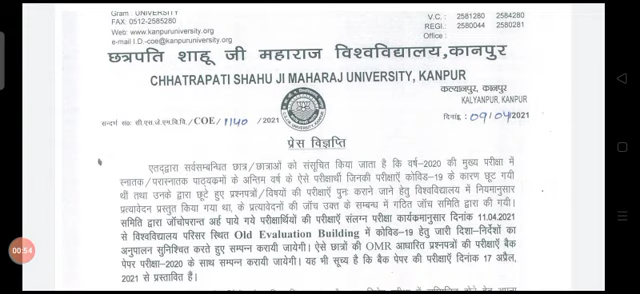 Gram : UNIVERSITY
FAX: 0512-2585280
Web: www.kanpuruniversity.org
e-mail I.D -coe@kanpuruniversity.org
V.C. : 2581280 2584280
REGI.: 2580044 2580281
Office :
छत्रपति शाहू जी महाराज विश्वविद्यालय, कानपुर
CHHATRAPATI SHAHU JI MAHARAJ UNIVERSITY, KANPUR
कल्यानपुर, कानपुर
KALYANPUR, KANPUR
सन्दर्भ सं०: सी.एस.जे.एम.वि.वि./COE/1140 /2021
दिनांक: 09/04/2021
प्रेस विज्ञप्ति
एतद्द्वारा सर्वसम्बन्धित छात्र/छात्राओं को संसूचित किया जाता है कि वर्ष-2020 की मुख्य परीक्षा में
स्नातक/परास्नातक पाठ्यक्रमों के अन्तिम वर्ष के ऐसे परीक्षार्थी जिनकी परीक्षाऐं कोविड-19 के कारण छूट गयी
थी तथा उनके द्वारा छूटे हुए प्रश्नपत्रों/विषयों की परीक्षाऐं पुनः कराने जाने हेतु विश्वविद्यालय में नियमानुसार
प्रत्यावेदन प्रस्तुत किया गया था, के प्रत्यावेदनों की जाँच उक्त के सम्बन्ध में गठित जाँच समिति द्वारा की गयी।
समिति द्वारा जाँचोपरान्त अर्ह पाये गये परीक्षार्थियों की परीक्षाऐं संलग्न परीक्षा कार्यक्रमानुसार दिनांक 11.04.2021
से विश्वविद्यालय परिसर स्थित Old Evaluation Building में कोविड-19 हेतु जारी दिशा-निर्देशों का
अनुपालन सुनिश्चित करते हुए सम्पन्न करायी जायेगी। ऐसे छात्रों की OMR आधारित प्रश्नपत्रों की परीक्षाऐं बैक
पेपर परीक्षा-2020 के साथ सम्पन्न करायी जायेगी। यह भी सूच्य है कि बैक पेपर की परीक्षाऐं दिनांक 17 अप्रैल,
2021 से प्रस्तावित हैं।
00:54